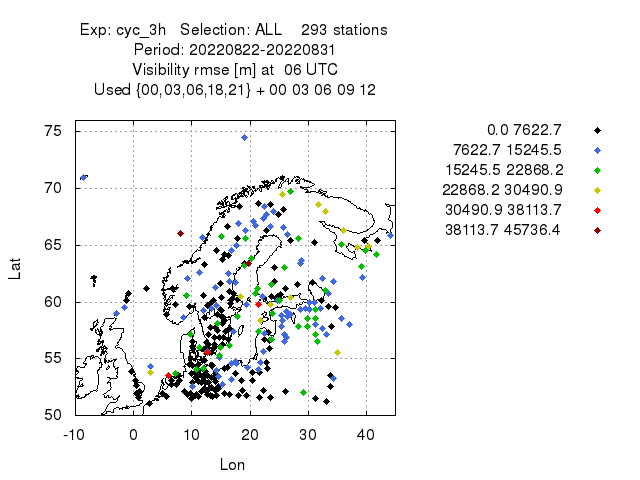 Exp: cyc_3h   Selection: ALL    293 stations
Period: 20220822-20220831
Visibility rmse [m] at  06 UTC
Used {00,03,06,18,21} + 00 03 06 09 12
75
70
65
60
55
50
-10 0 10 20 30 40
Lat
Lon
0.0 7622.7
7622.7 15245.5
15245.5 22868.2
22868.2 30490.9
30490.9 38113.7
38113.7 45736.4